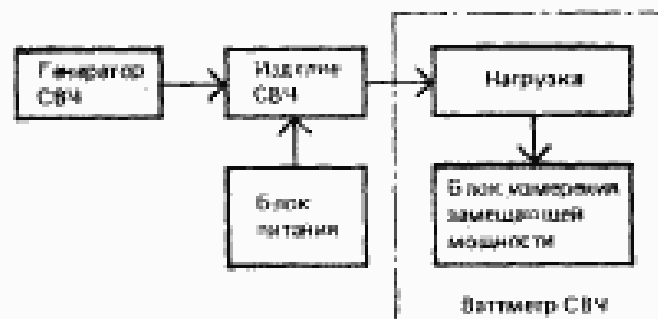 Генератор
СВЧ
Изделие
СВЧ
Нагрузка
Блок
питания
Блок измерения
замещающей
мощности
Ваттметр СВЧ